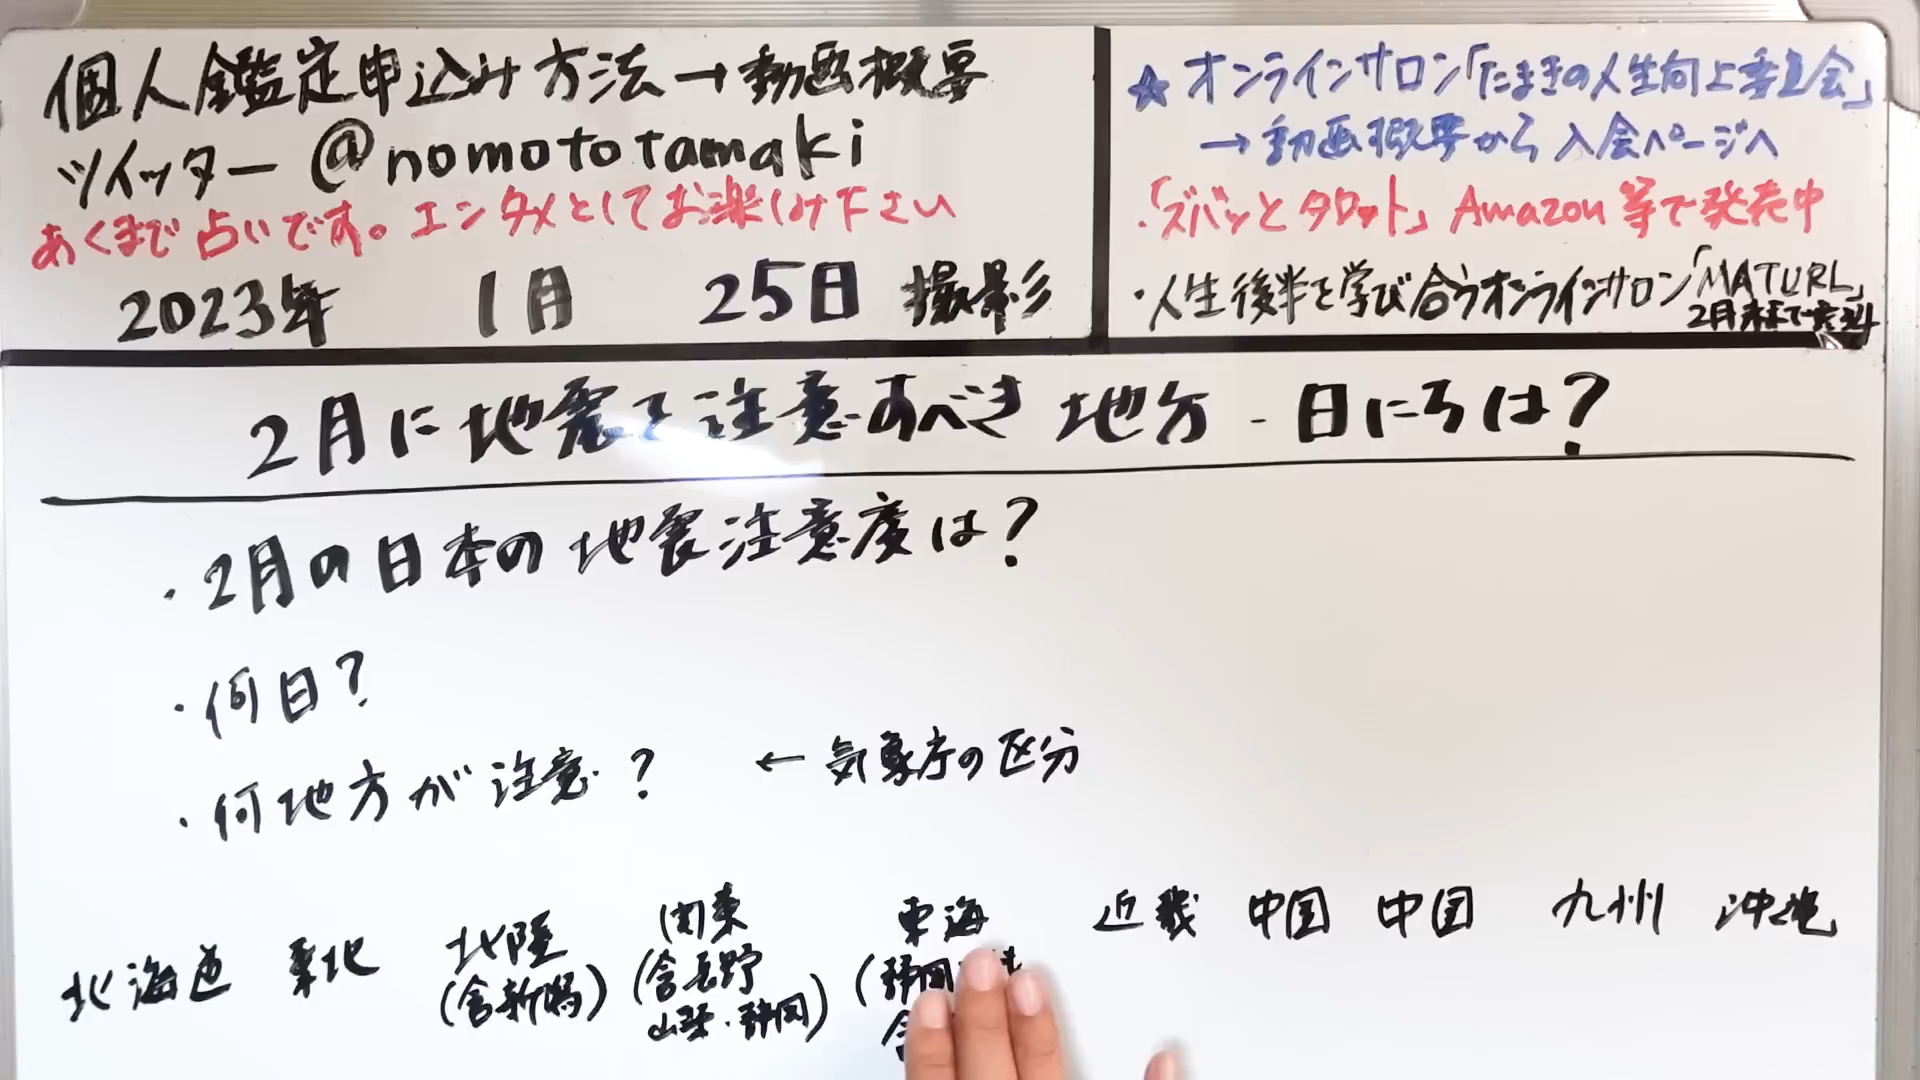 個人鑑定申込み方法→動画概要
ツイッター @nomototamaki
あくまで占いです。エンタメとしてお楽しみ下さい
2023年 1月 25日 撮影
☆オンラインサロン「たまきの人生向上委員会」
→動画概要から入会ページへ
・「ズバッとタロット」Amazon等で発売中
・人生後半を学び合うオンラインサロン「MATURL」
2月末まで無料
2月に地震で注意すべき地方-日にちは?
・2月の日本の地震注意度は?
・何日?
・何地方が注意? ← 気象庁の区分
北海道 東北 北陸 関東 東海 近畿 中国 中国 九州 沖縄
(含新潟) (含長野 (静岡
山梨・静岡) 含